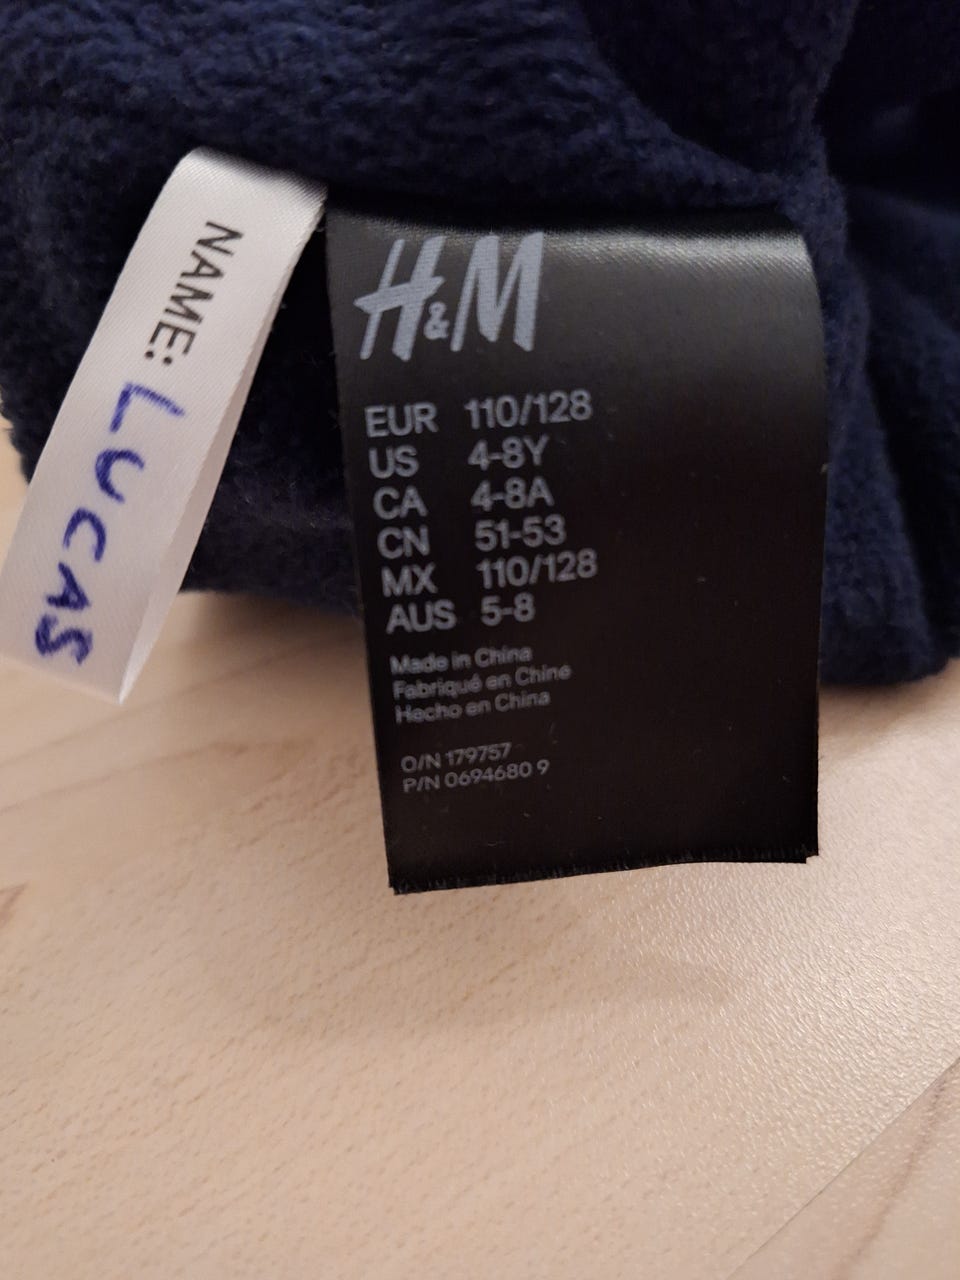 NAME: LUCAS
H&M
EUR 110/128
US 4-8Y
CA 4-8A
CN 51-53
MX 110/128
AUS 5-8
Made in China
Fabriqué en Chine
Hecho en China
O/N 179757
P/N 0694680 9